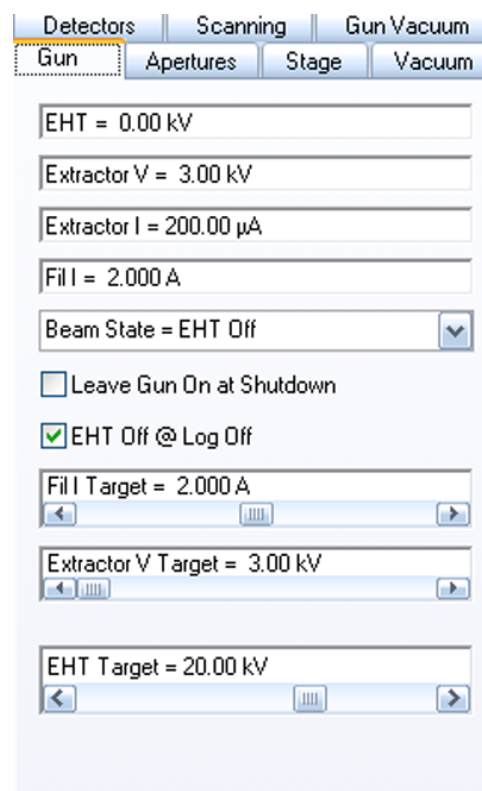 Detectors Scanning Gun Vacuum
Gun Apertures Stage Vacuum
EHT = 0.00 kV
Extractor V = 3.00 kV
Extractor I = 200.00 µA
Fil I = 2.000 A
Beam State = EHT Off
Leave Gun On at Shutdown
EHT Off @ Log Off
Fil I Target = 2.000 A
Extractor V Target = 3.00 kV
EHT Target = 20.00 kV